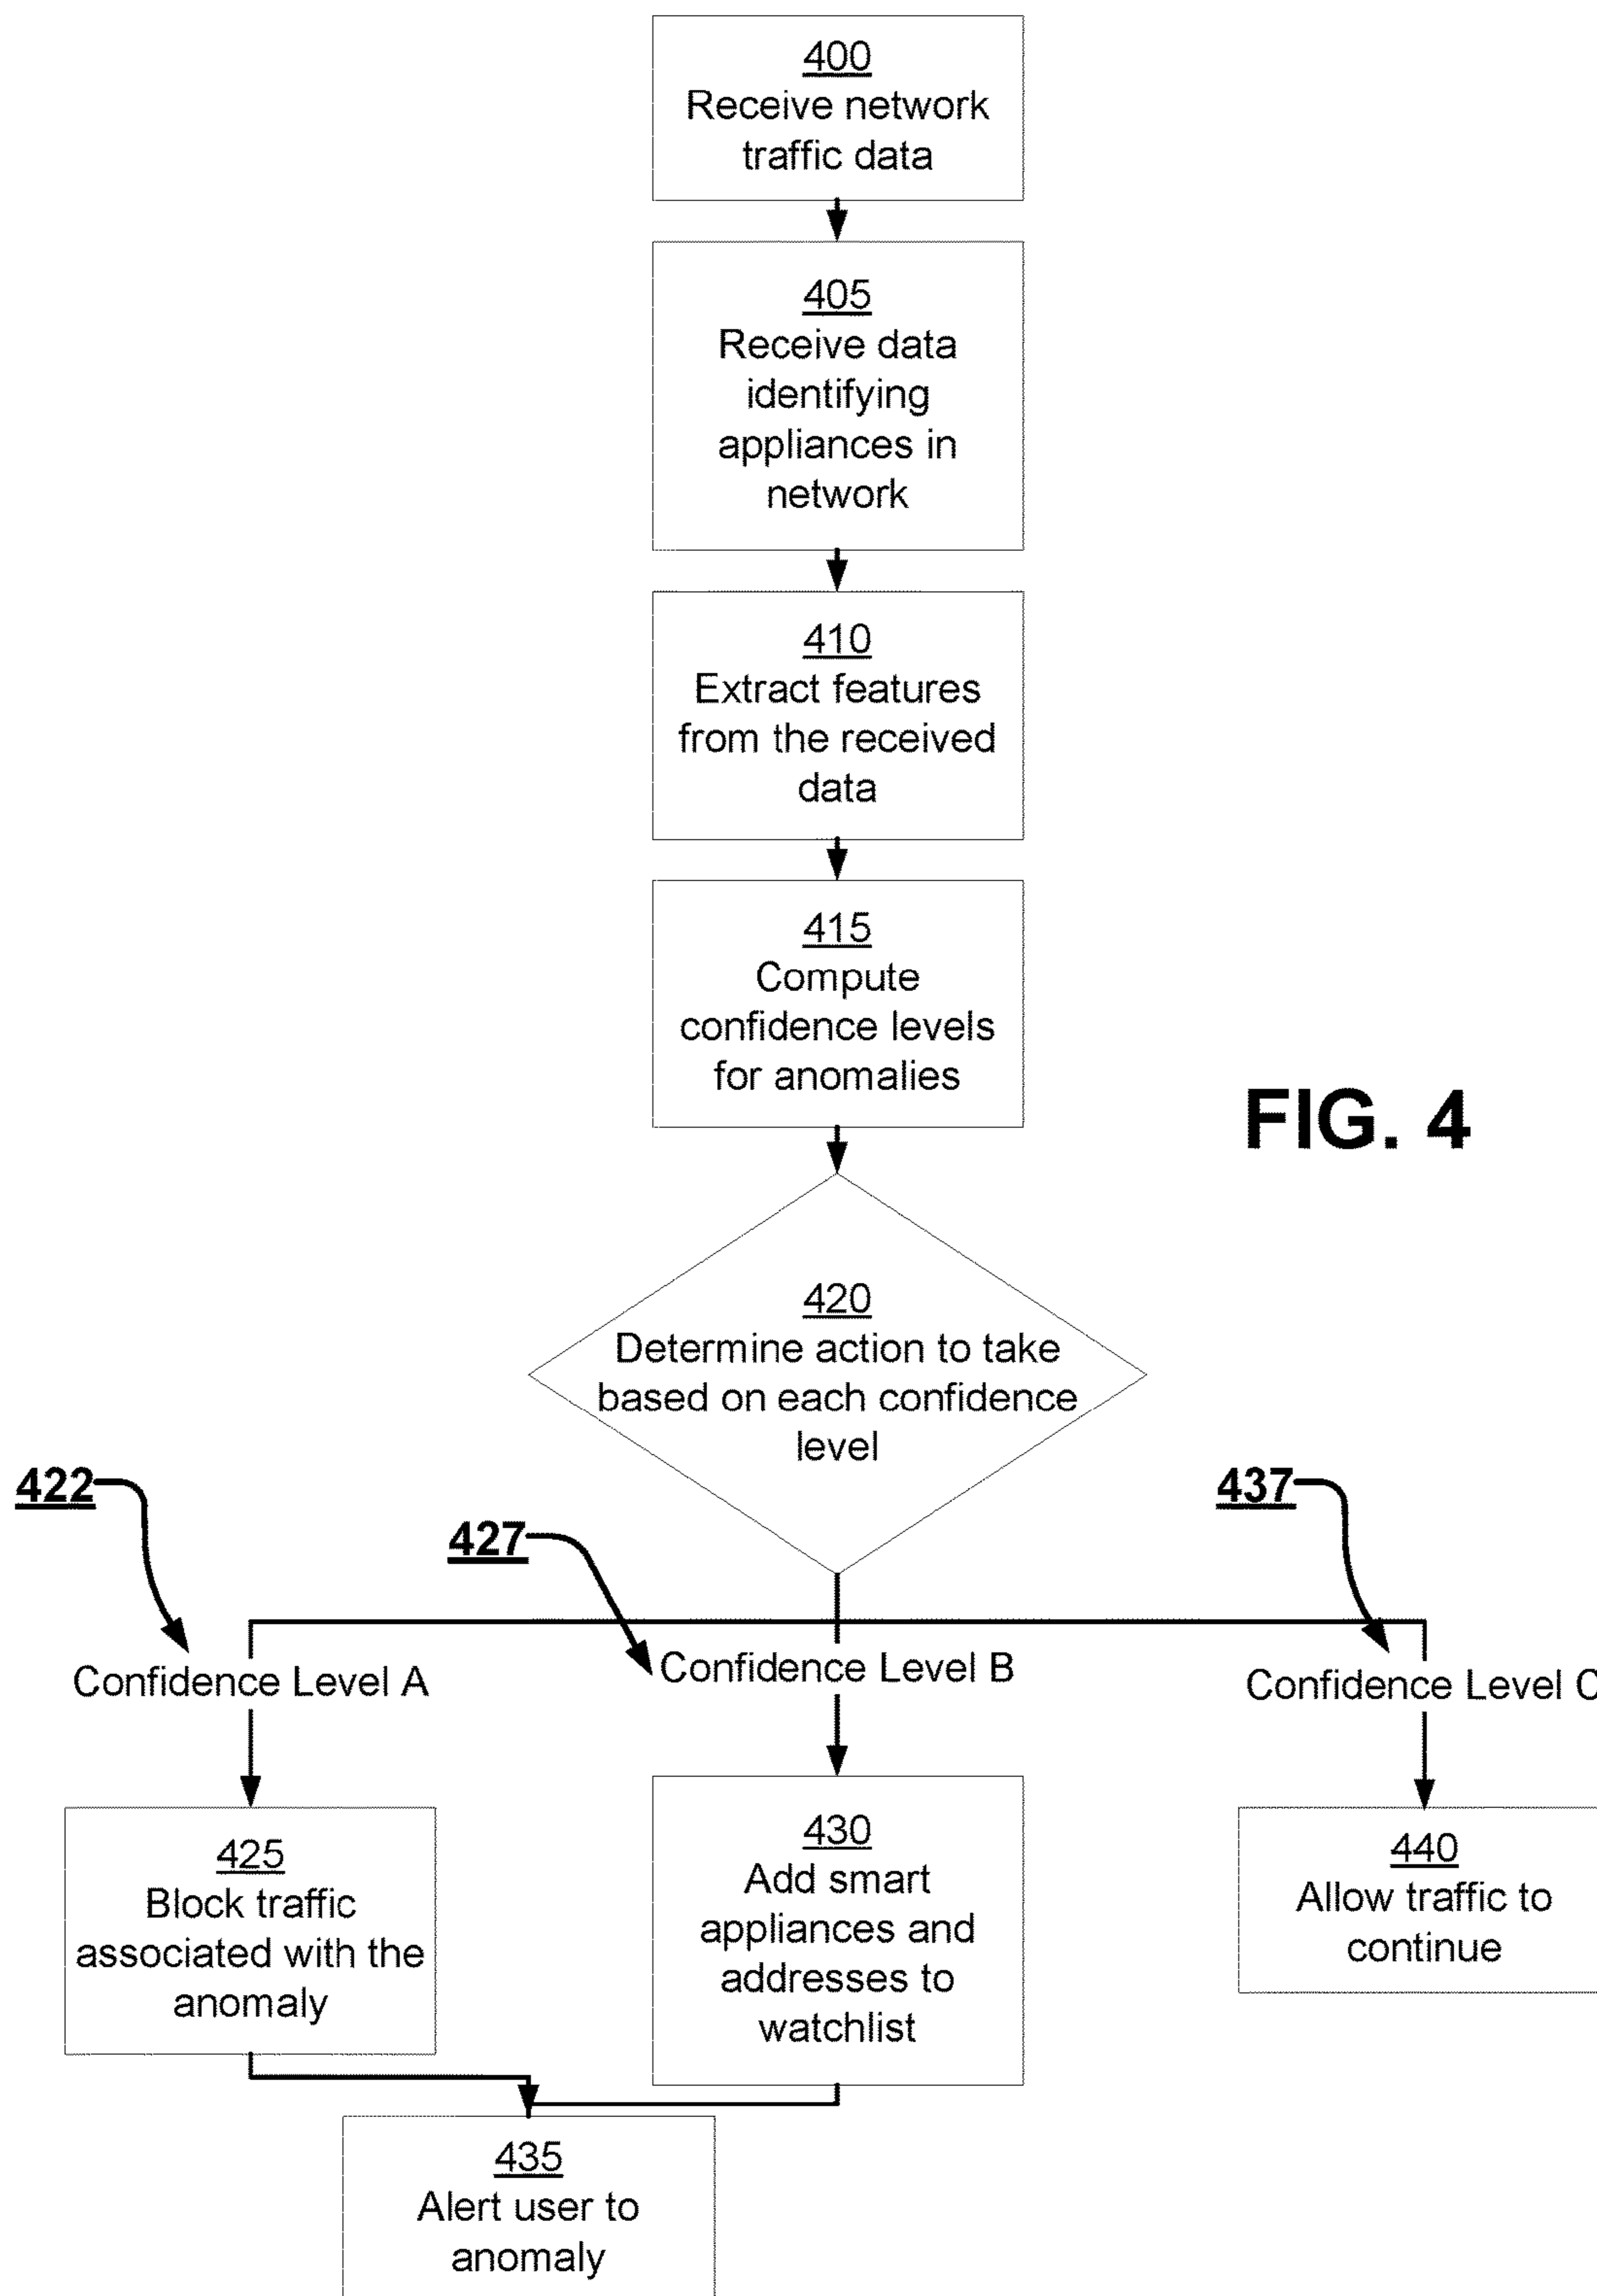 400
Receive network
traffic data
405
Receive data
identifying
appliances in
network
410
Extract features
from the received
data
415
Compute
confidence levels
for anomalies
FIG. 4
420
Determine action to take
based on each confidence
level
422
427
437
Confidence Level A
Confidence Level B
Confidence Level C
425
Block traffic
associated with the
anomaly
430
Add smart
appliances and
addresses to
watchlist
440
Allow traffic to
continue
435
Alert user to
anomaly